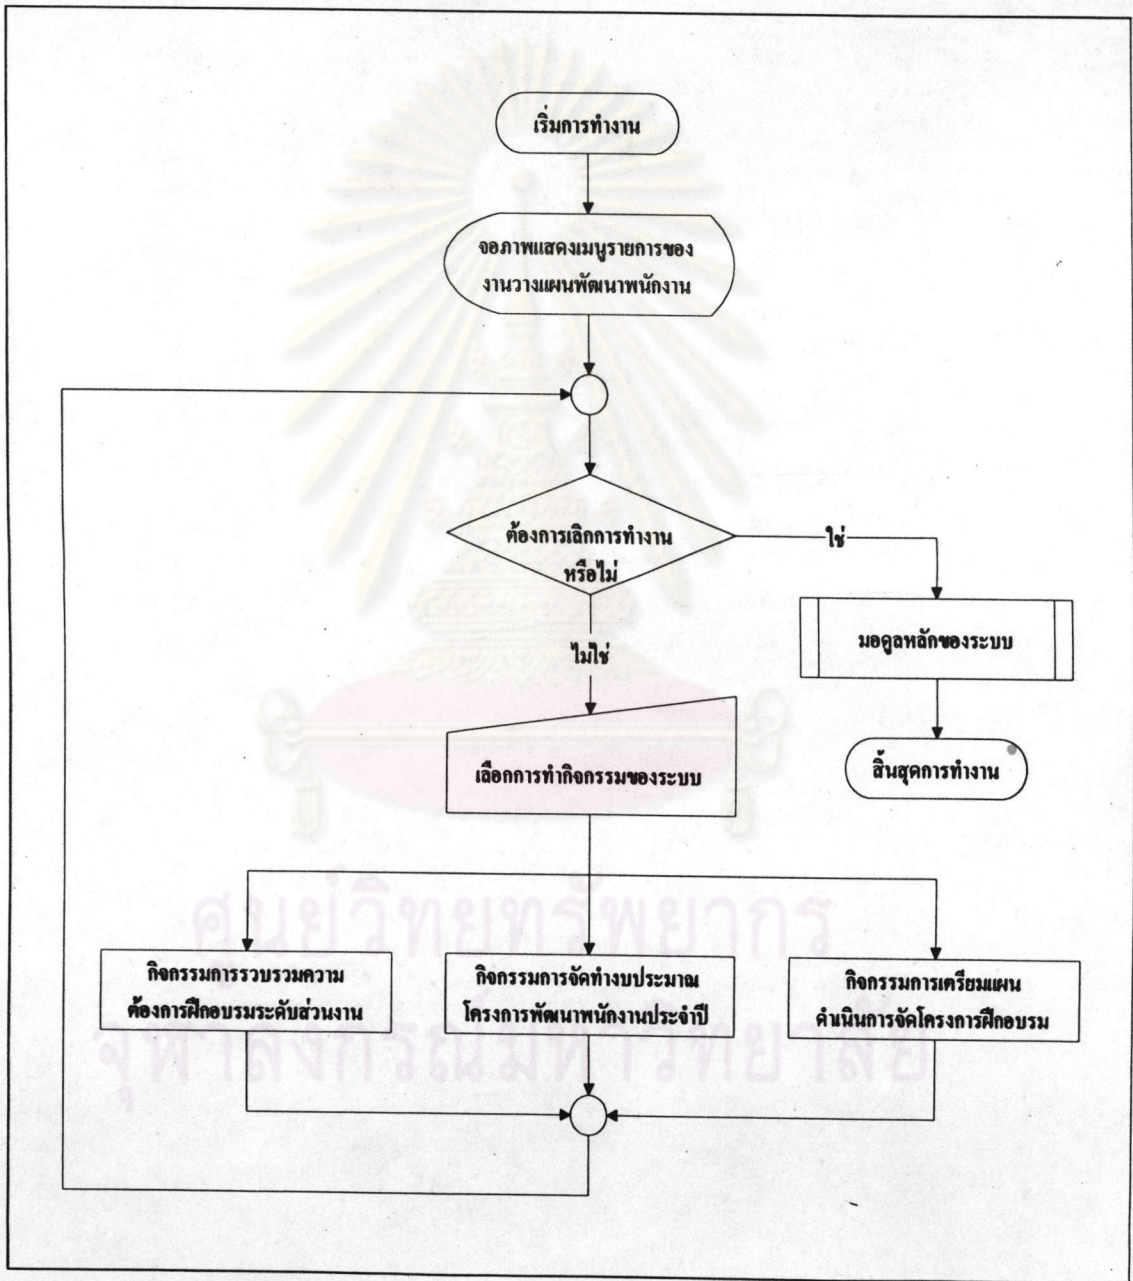 เริ่มการทำงาน
จอภาพแสดงเมนูรายการของ
งานวางแผนพัฒนาพนักงาน
ต้องการเลิกการทำงาน
หรือไม่
ใช่
ไม่ใช่
มอดูลหลักของระบบ
สิ้นสุดการทำงาน
เลือกการทำกิจกรรมของระบบ
กิจกรรมการรวบรวมความ
ต้องการฝึกอบรมระดับส่วนงาน
กิจกรรมการจัดทำงบประมาณ
โครงการพัฒนาพนักงานประจำปี
กิจกรรมการเตรียมแผน
ดำเนินการจัดโครงการฝึกอบรม
ศูนย์วิทยทรัพยากร
จุฬาลงกรณ์มหาวิทยาลัย